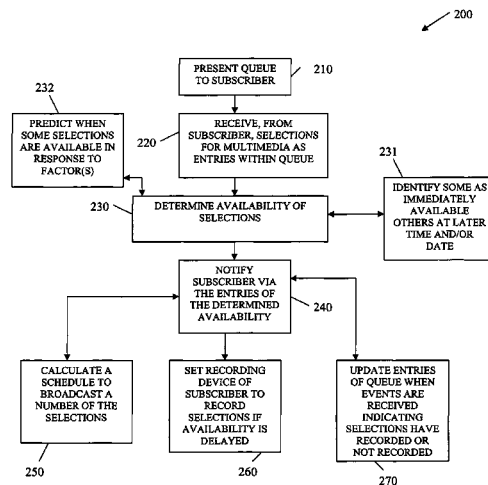 200
PRESENT QUEUE
TO SUBSCRIBER
210
232
PREDICT WHEN
SOME SELECTIONS
ARE AVAILABLE IN
RESPONSE TO
FACTOR(S)
220
RECEIVE, FROM
SUBSCRIBER, SELECTIONS
FOR MULTIMEDIA AS
ENTRIES WITHIN QUEUE
231
IDENTIFY SOME AS
IMMEDIATELY
AVAILABLE
OTHERS AT LATER
TIME AND/OR
DATE
230
DETERMINE AVAILABILITY OF
SELECTIONS
NOTIFY
SUBSCRIBER VIA
THE ENTRIES OF
THE DETERMINED
AVAILABILITY
240
CALCULATE A
SCHEDULE TO
BROADCAST A
NUMBER OF THE
SELECTIONS
250
SET RECORDING
DEVICE OF
SUBSCRIBER TO
RECORD
SELECTIONS IF
AVAILABILITY IS
DELAYED
260
UPDATE ENTRIES
OF QUEUE WHEN
EVENTS ARE
RECEIVED
INDICATING
SELECTIONS HAVE
RECORDED OR
NOT RECORDED
270